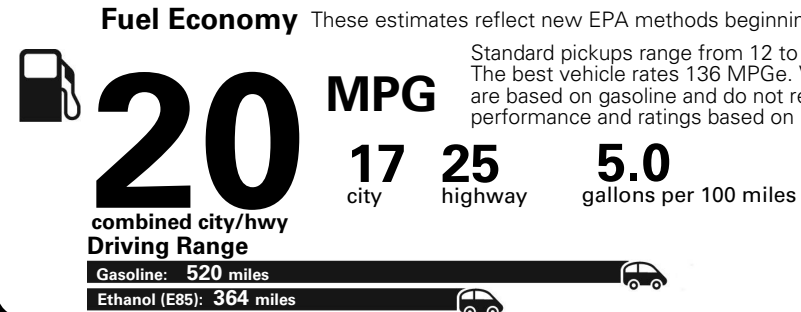 Fuel Economy These estimates reflect new EPA methods beginnin
Standard pickups range from 12 to
The best vehicle rates 136 MPGe. V
are based on gasoline and do not re
performance and ratings based on
20 MPG
combined city/hwy
17 city
25 highway
5.0 gallons per 100 miles
Driving Range
Gasoline: 520 miles
Ethanol (E85): 364 miles